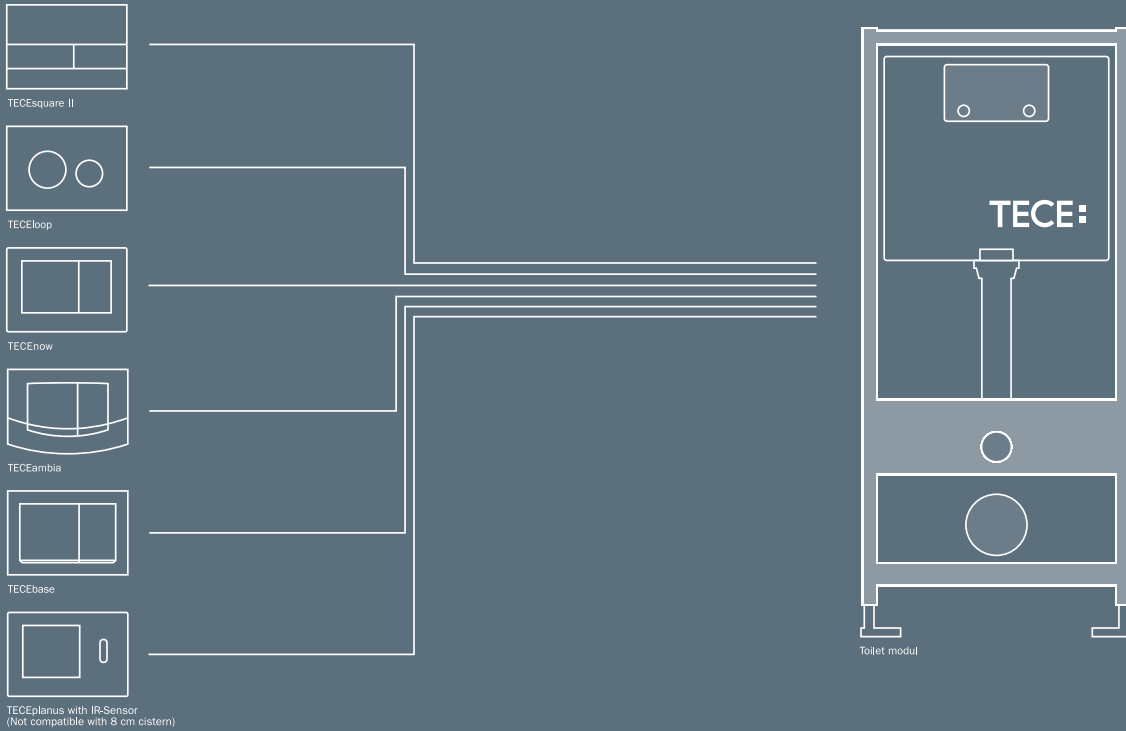 TECEsquare II
TECEloop
TECEnow
TECEambia
TECEbase
TECEplanus with IR-Sensor
(Not compatible with 8 cm cistern)
TECE:
Toilet modul